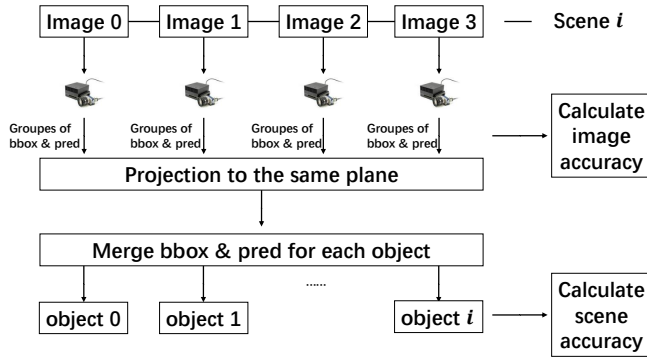 Image 0 Image 1 Image 2 Image 3 Scene i
Groupes of bbox & pred
Groupes of bbox & pred
Groupes of bbox & pred
Groupes of bbox & pred
Calculate
image
accuracy
Projection to the same plane
Merge bbox & pred for each object
......
object 0 object 1 object i
Calculate
scene
accuracy